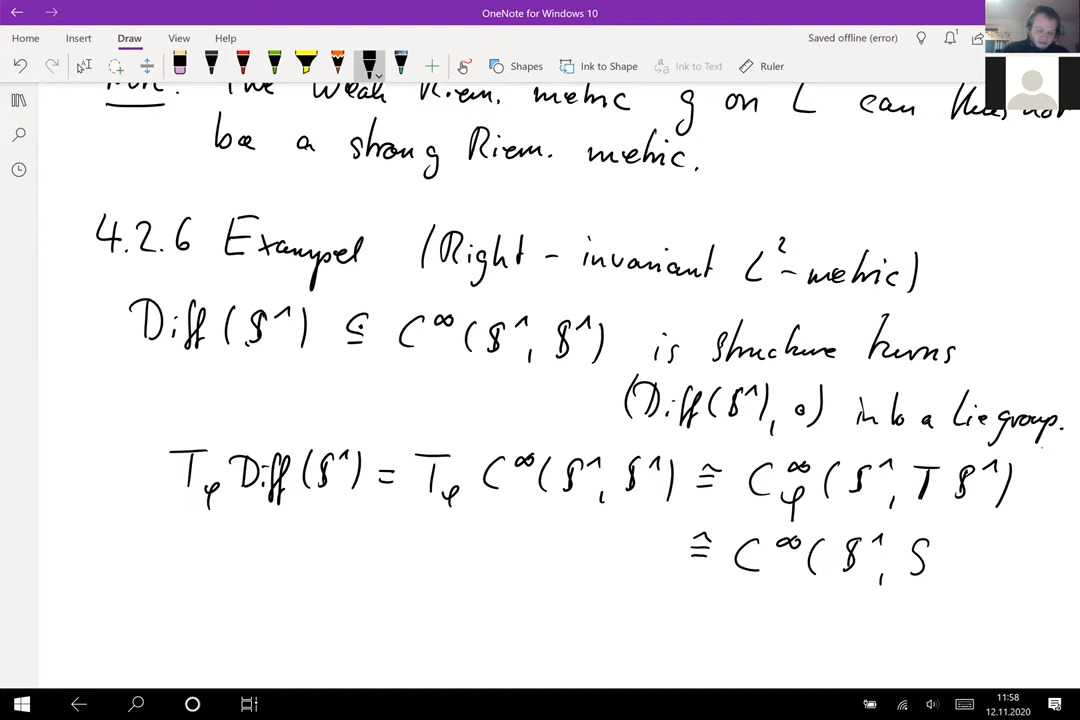 OneNote for Windows 10
Home Insert Draw View Help Saved offline (error)
Shapes Ink to Shape Ink to Text Ruler
The weak Riem. metric g on L can
be a strong Riem. metric.
4.2.6 Exampel (Right-invariant L²-metric)
Diff(𝕊¹) ⊆ C^∞(𝕊¹, 𝕊¹) is structure turns
(Diff(𝕊¹), ∘) into a Lie group.
T_φ Diff(𝕊¹) = T_φ C^∞(𝕊¹, 𝕊¹) ≅ C^∞_φ(𝕊¹, T𝕊¹)
≅ C^∞(𝕊¹, S
11:58
12.11.2020